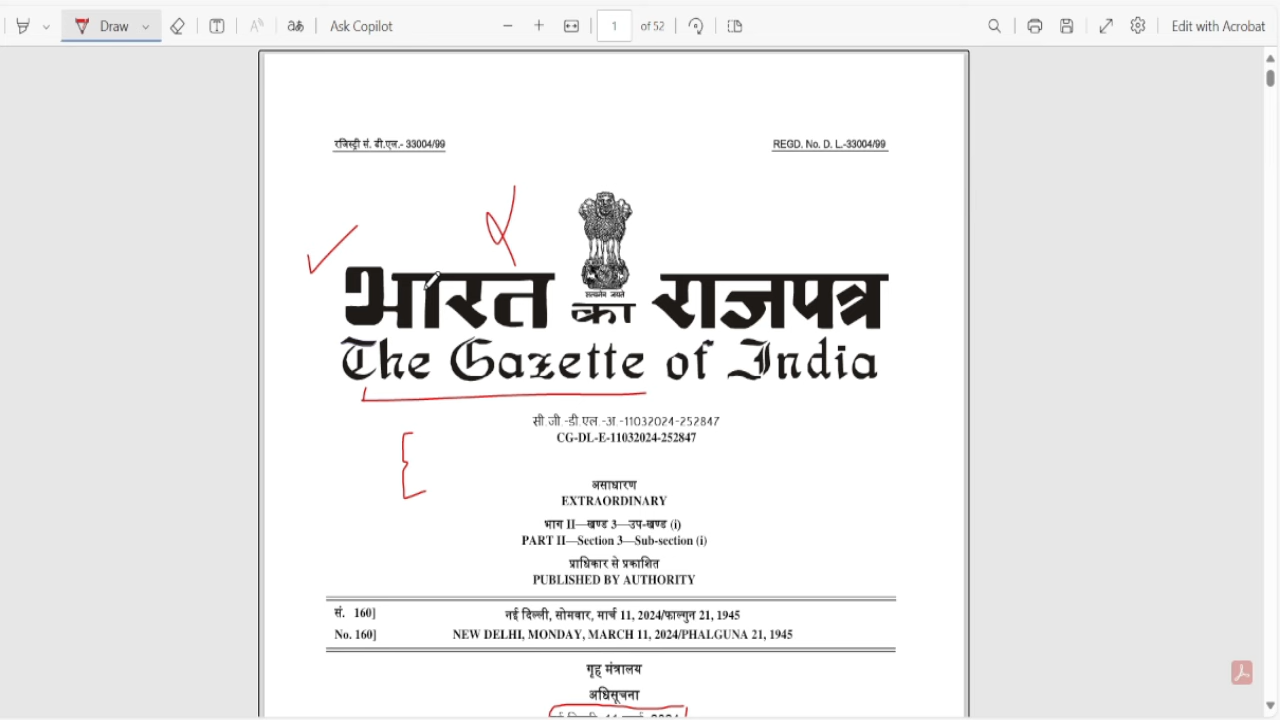 Draw
Ask Copilot
1 of 52
Edit with Acrobat
रजिस्ट्री सं. डी.एल.- 33004/99
REGD. No. D. L.-33004/99
सत्यमेव जयते
भारत का राजपत्र
The Gazette of India
सी.जी.-डी.एल.-अ.-11032024-252847
CG-DL-E-11032024-252847
असाधारण
EXTRAORDINARY
भाग II—खण्ड 3—उप-खण्ड (i)
PART II—Section 3—Sub-section (i)
प्राधिकार से प्रकाशित
PUBLISHED BY AUTHORITY
सं. 160]
नई दिल्ली, सोमवार, मार्च 11, 2024/फाल्गुन 21, 1945
No. 160]
NEW DELHI, MONDAY, MARCH 11, 2024/PHALGUNA 21, 1945
गृह मंत्रालय
अधिसूचना